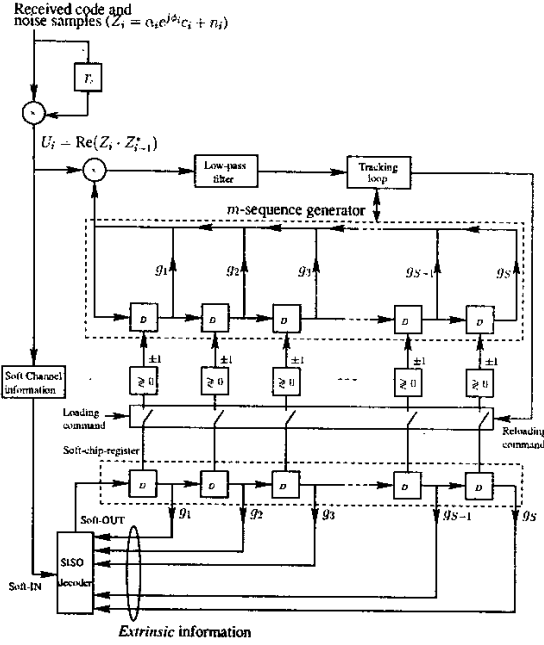 Received code and
noise samples (Z_i = α_i e^{jϕ_i} c_i + n_i)
T_c
×
U_i = Re(Z_i · Z*_{i−1})
×
Low-pass
filter
Tracking
loop
m-sequence generator
g_1 g_2 g_3 g_{S−1} g_S
D D D D D
±1 ±1 ±1 ±1 ±1
≷ 0 ≷ 0 ≷ 0 ≷ 0 ≷ 0
Soft Channel
information
Loading
command
Reloading
command
Soft-chip-register
D D D D D
g_1 g_2 g_3 g_{S−1} g_S
Soft-OUT
SISO
decoder
Soft-IN
Extrinsic information